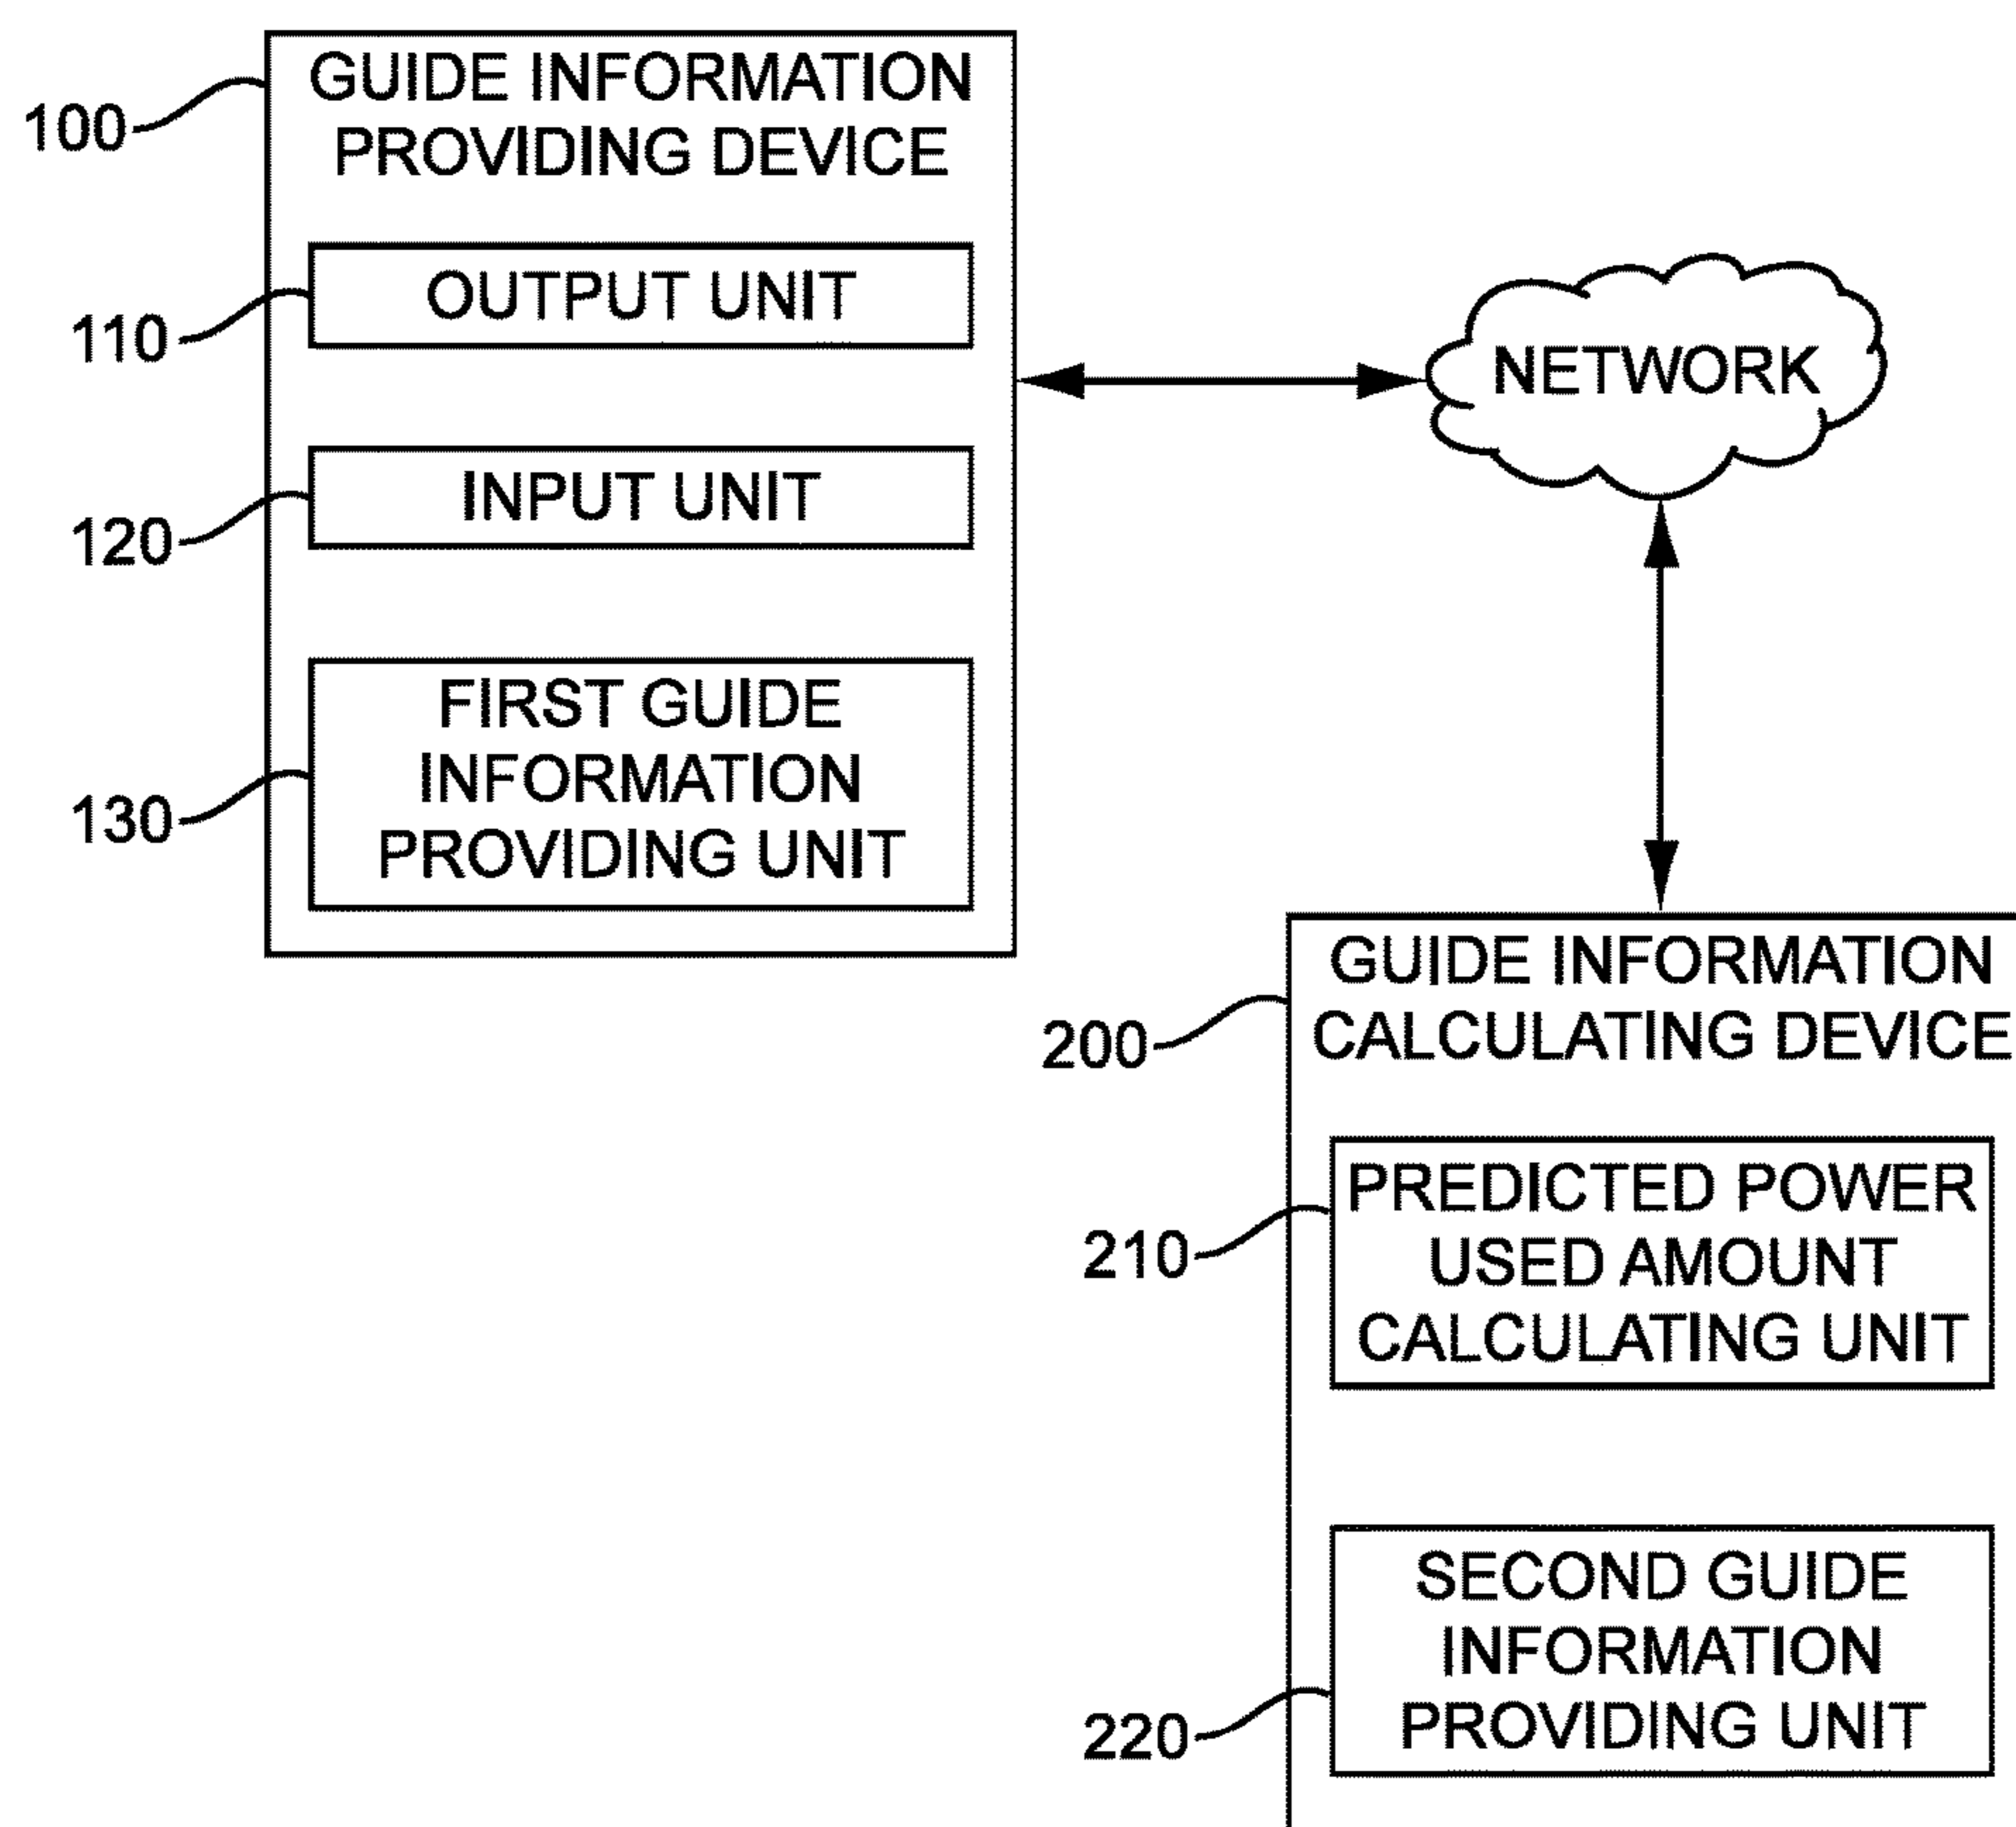 100
GUIDE INFORMATION
PROVIDING DEVICE
110
OUTPUT UNIT
120
INPUT UNIT
130
FIRST GUIDE
INFORMATION
PROVIDING UNIT
NETWORK
200
GUIDE INFORMATION
CALCULATING DEVICE
210
PREDICTED POWER
USED AMOUNT
CALCULATING UNIT
220
SECOND GUIDE
INFORMATION
PROVIDING UNIT